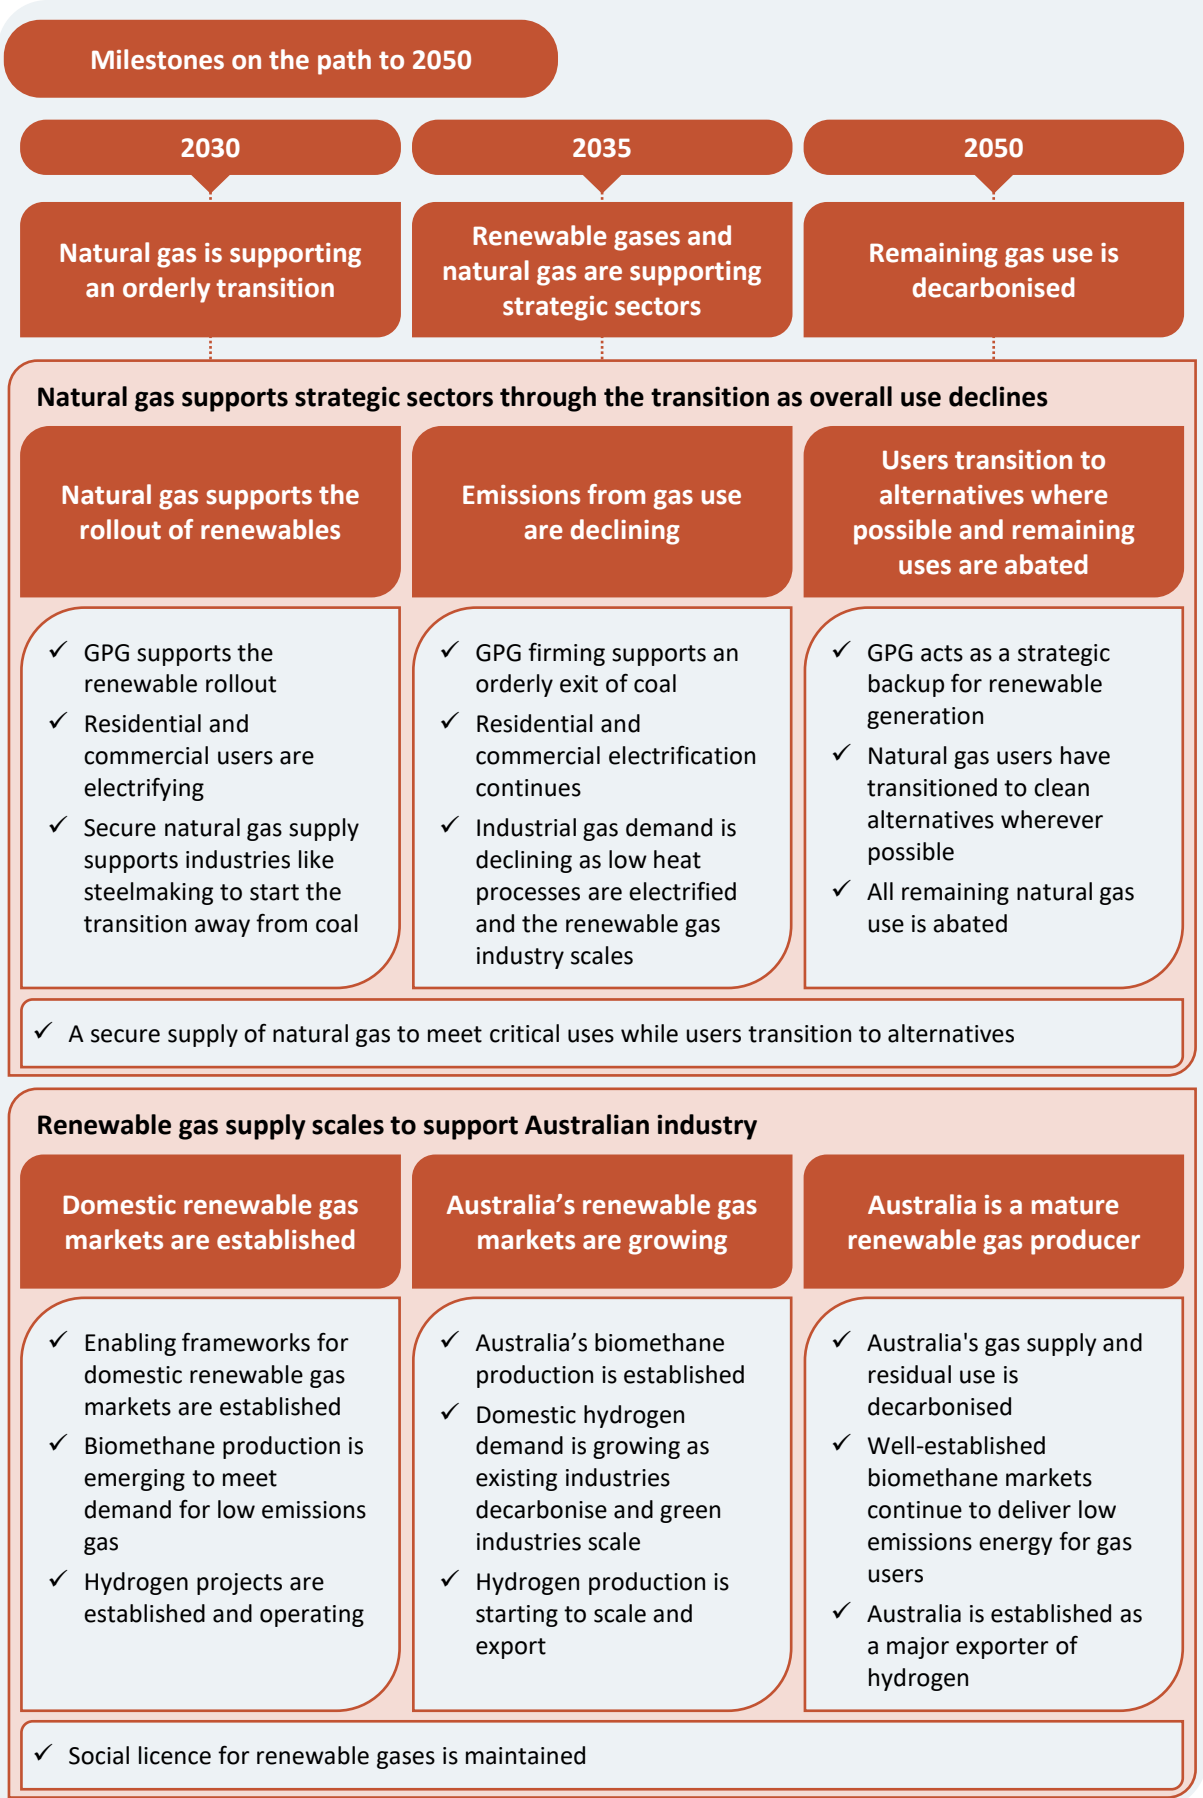 Milestones on the path to 2050
2030
2035
2050
Natural gas is supporting
an orderly transition
Renewable gases and
natural gas are supporting
strategic sectors
Remaining gas use is
decarbonised
Natural gas supports strategic sectors through the transition as overall use declines
Natural gas supports the
rollout of renewables
Emissions from gas use
are declining
Users transition to
alternatives where
possible and remaining
uses are abated
✓ GPG supports the
renewable rollout
✓ Residential and
commercial users are
electrifying
✓ Secure natural gas supply
supports industries like
steelmaking to start the
transition away from coal
✓ GPG firming supports an
orderly exit of coal
✓ Residential and
commercial electrification
continues
✓ Industrial gas demand is
declining as low heat
processes are electrified
and the renewable gas
industry scales
✓ GPG acts as a strategic
backup for renewable
generation
✓ Natural gas users have
transitioned to clean
alternatives wherever
possible
✓ All remaining natural gas
use is abated
✓ A secure supply of natural gas to meet critical uses while users transition to alternatives
Renewable gas supply scales to support Australian industry
Domestic renewable gas
markets are established
Australia’s renewable gas
markets are growing
Australia is a mature
renewable gas producer
✓ Enabling frameworks for
domestic renewable gas
markets are established
✓ Biomethane production is
emerging to meet
demand for low emissions
gas
✓ Hydrogen projects are
established and operating
✓ Australia’s biomethane
production is established
✓ Domestic hydrogen
demand is growing as
existing industries
decarbonise and green
industries scale
✓ Hydrogen production is
starting to scale and
export
✓ Australia's gas supply and
residual use is
decarbonised
✓ Well-established
biomethane markets
continue to deliver low
emissions energy for gas
users
✓ Australia is established as
a major exporter of
hydrogen
✓ Social licence for renewable gases is maintained